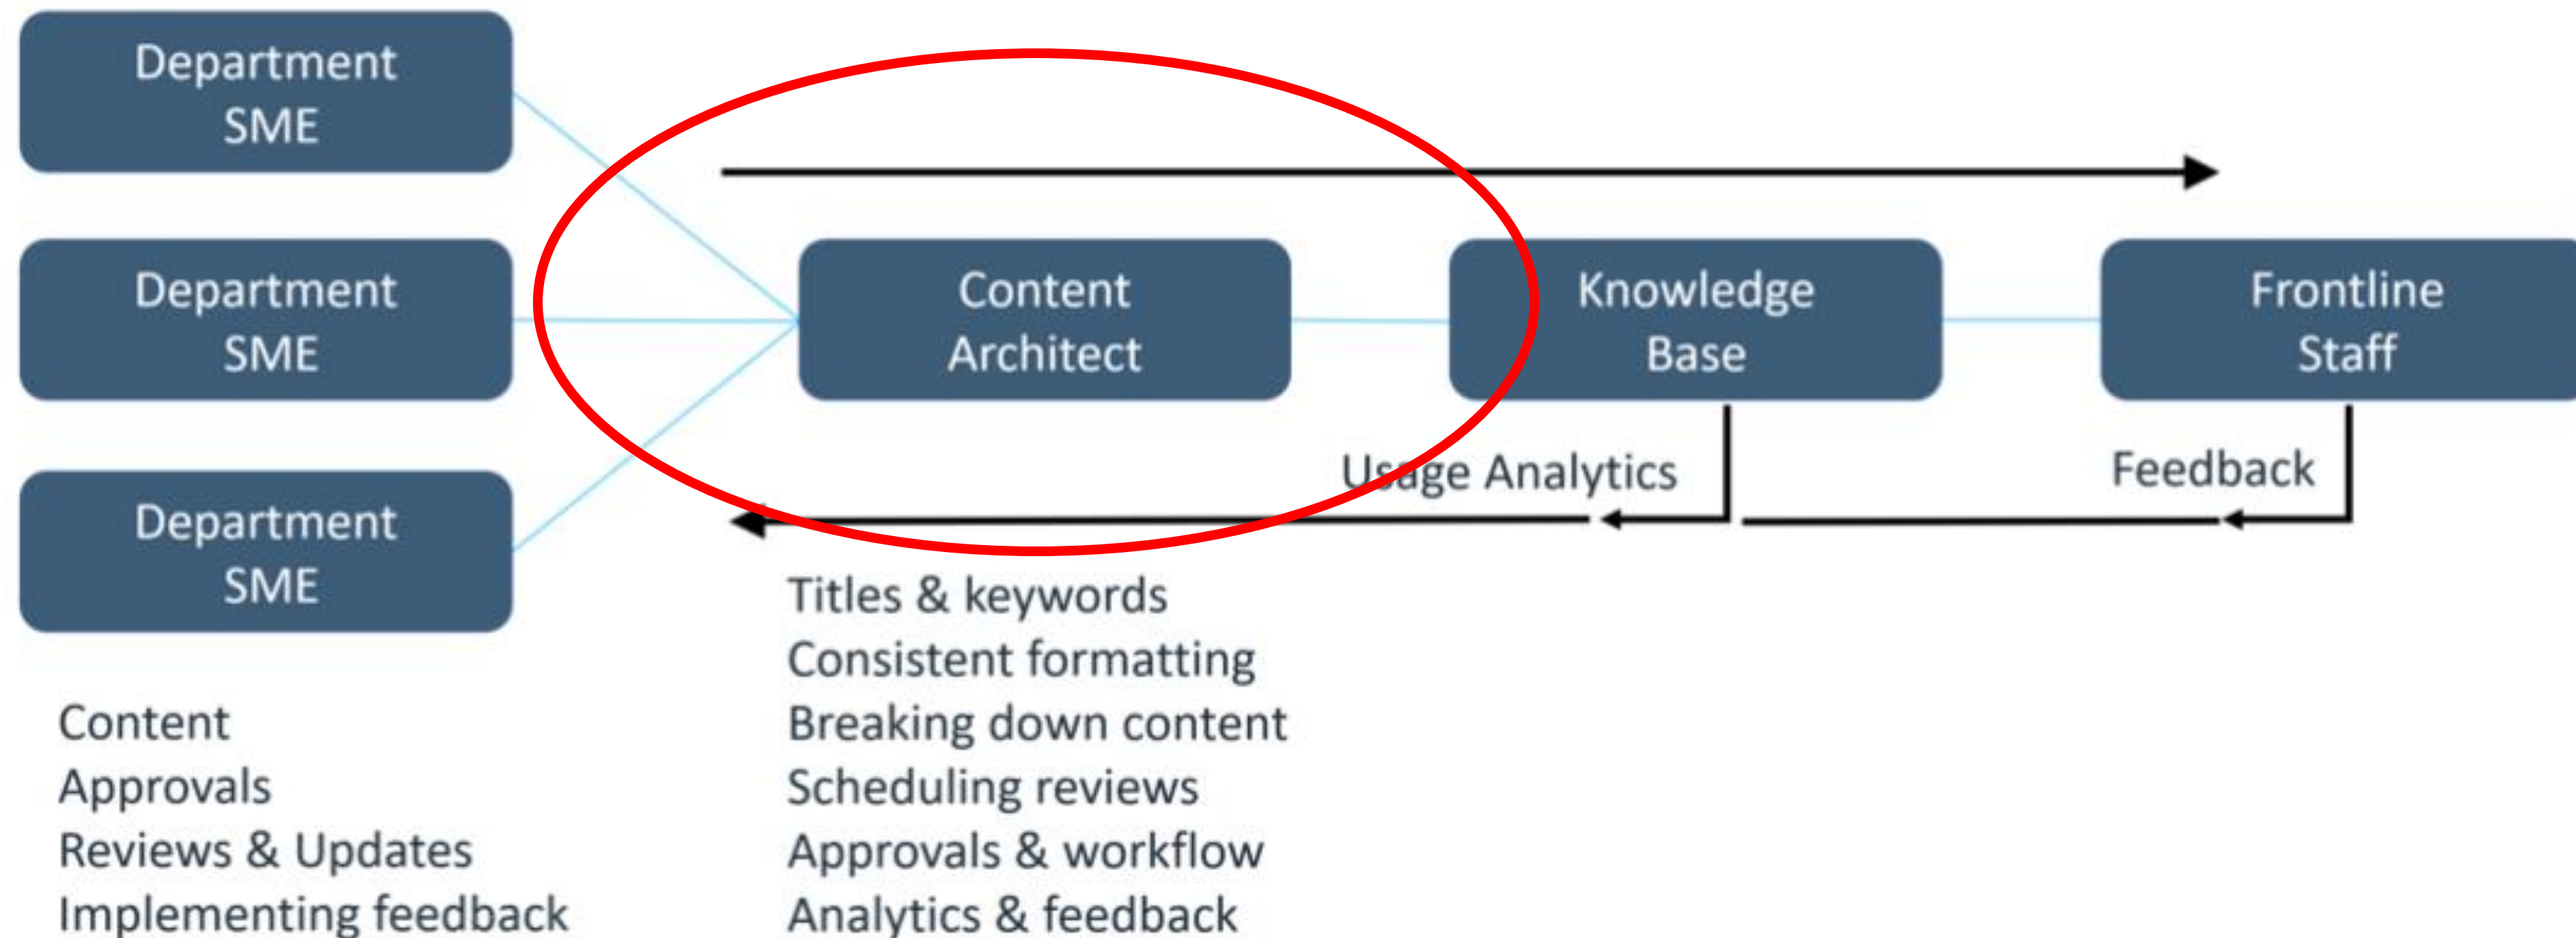 Department
SME
Department
SME
Content
Architect
Knowledge
Base
Frontline
Staff
Usage Analytics
Feedback
Department
SME
Content
Approvals
Reviews & Updates
Implementing feedback
Titles & keywords
Consistent formatting
Breaking down content
Scheduling reviews
Approvals & workflow
Analytics & feedback